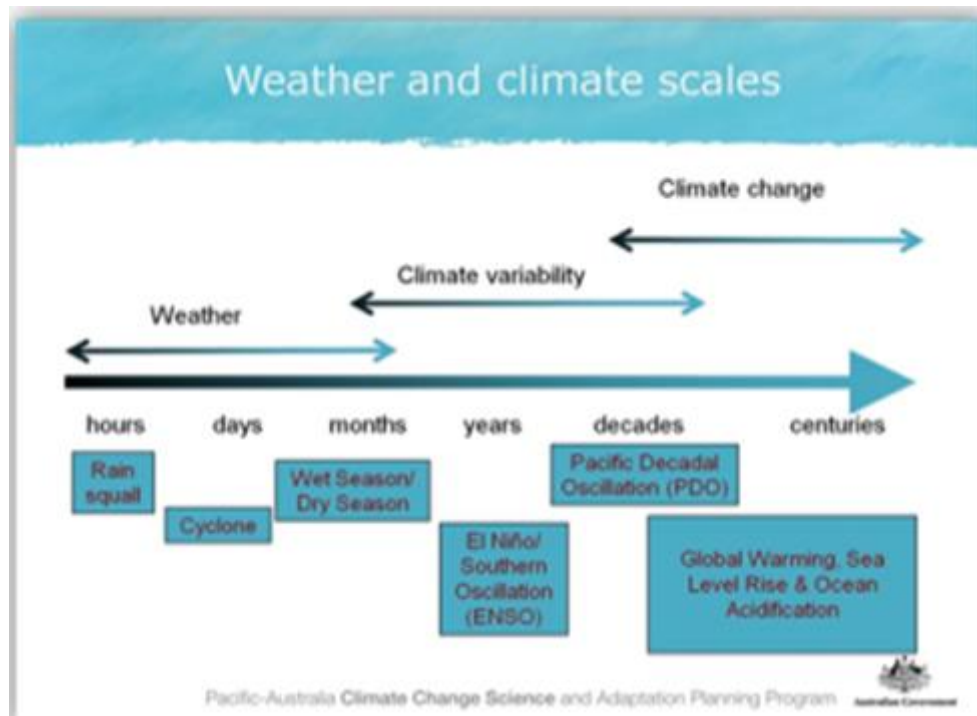 Weather and climate scales
Climate change
Climate variability
Weather
hours days months years decades centuries
Rain
squall
Cyclone
Wet Season/
Dry Season
El Niño/
Southern
Oscillation
(ENSO)
Pacific Decadal
Oscillation (PDO)
Global Warming, Sea
Level Rise & Ocean
Acidification
Pacific-Australia Climate Change Science and Adaptation Planning Program
Australian Government